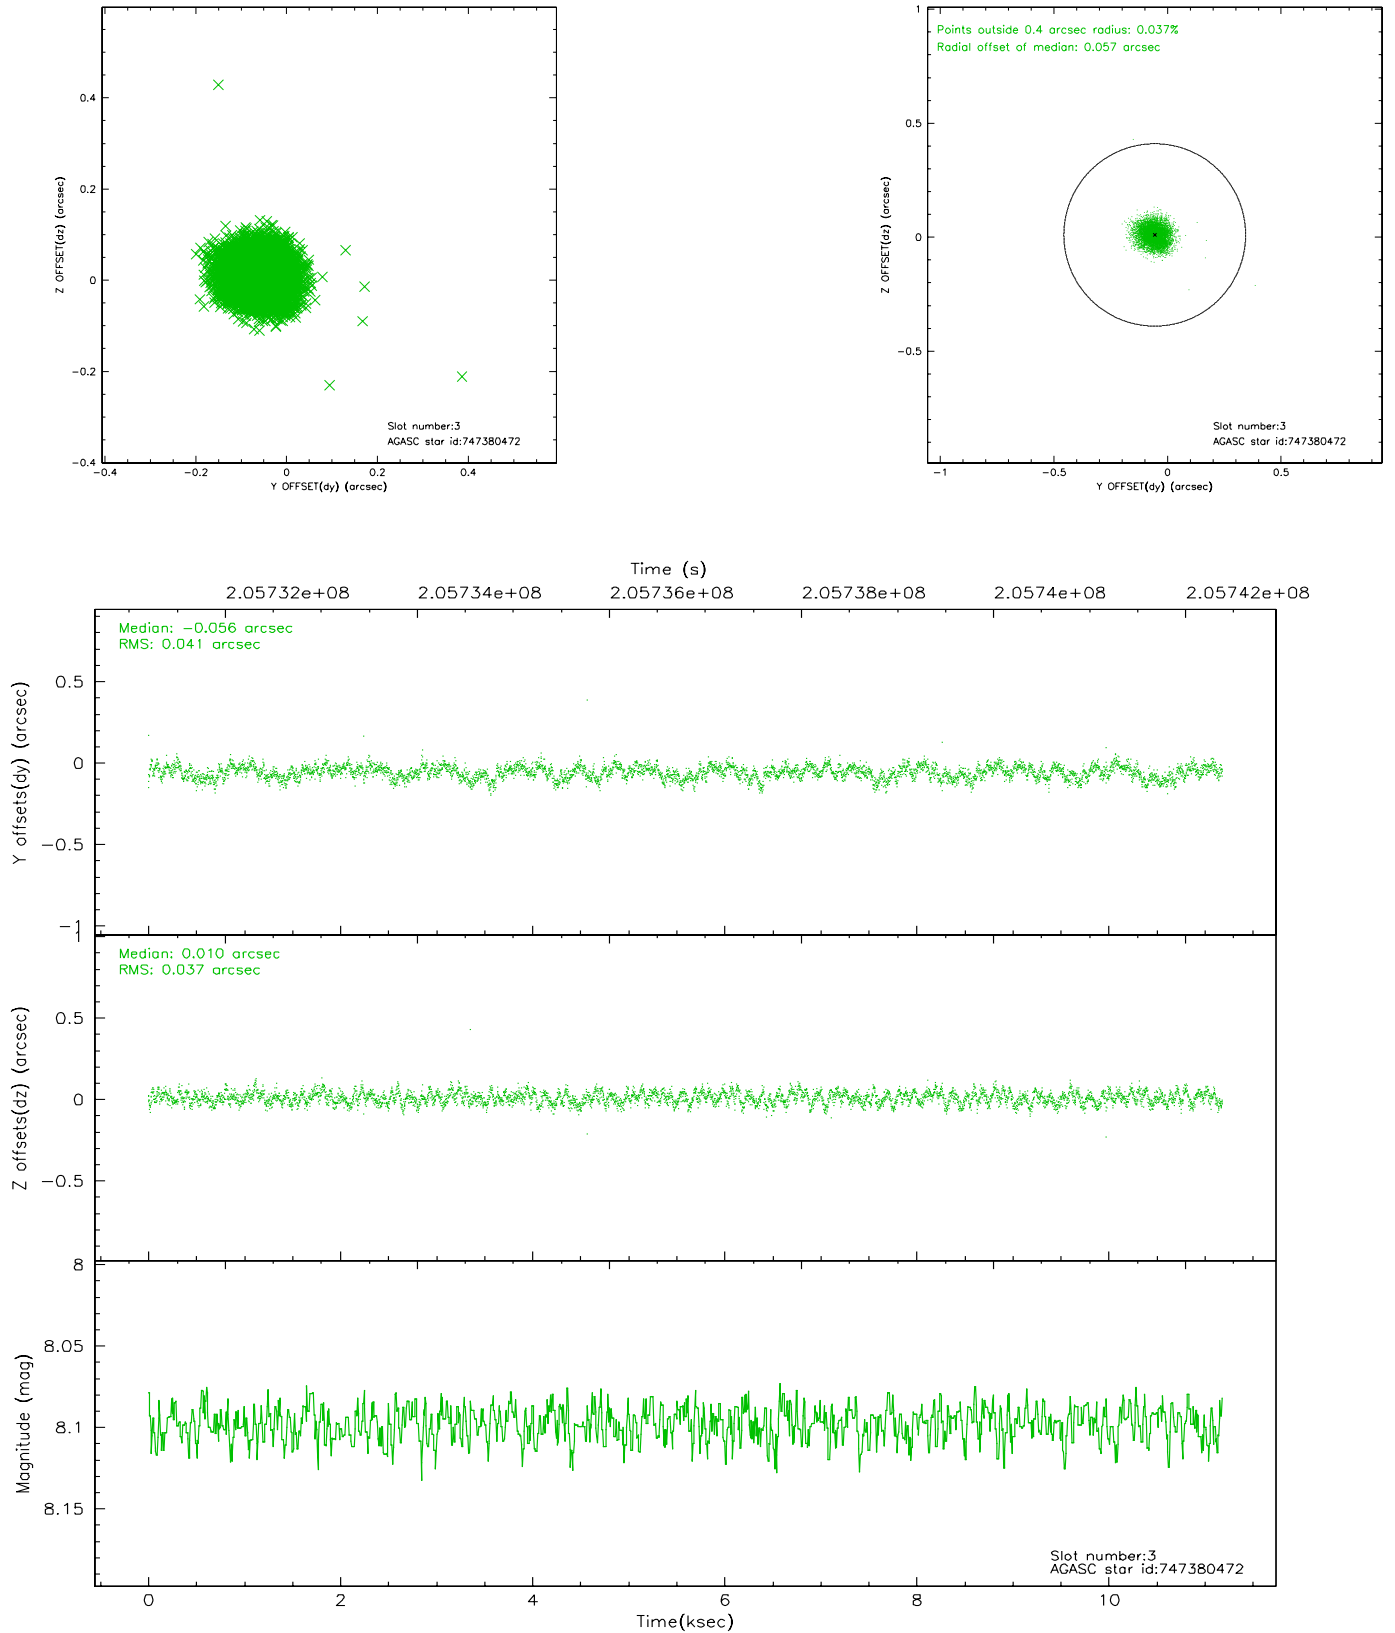 0.4
0.2
0
−0.2
−0.4
−0.4
−0.2
0
0.2
0.4
Z OFFSET(dz) (arcsec)
Y OFFSET(dy) (arcsec)
Slot number:3
AGASC star id:747380472
Points outside 0.4 arcsec radius: 0.037%
Radial offset of median: 0.057 arcsec
1
0.5
0
−0.5
−1
−0.5
0
0.5
Z OFFSET(dz) (arcsec)
Y OFFSET(dy) (arcsec)
Slot number:3
AGASC star id:747380472
Time (s)
2.05732e+08 2.05734e+08 2.05736e+08 2.05738e+08 2.0574e+08 2.05742e+08
Median: −0.056 arcsec
RMS: 0.041 arcsec
0.5
0
−0.5
−1
Y offsets(dy) (arcsec)
Median: 0.010 arcsec
RMS: 0.037 arcsec
1
0.5
0
−0.5
Z offsets(dz) (arcsec)
8
8.05
8.1
8.15
Magnitude (mag)
Slot number:3
AGASC star id:747380472
0 2 4 6 8 10
Time(ksec)